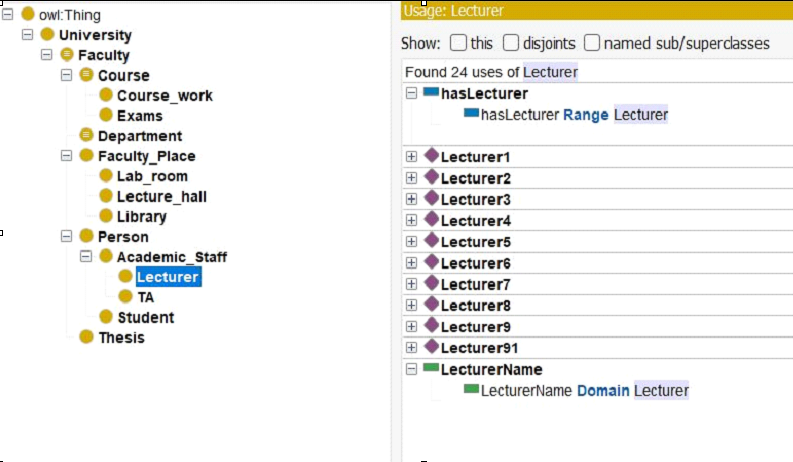 owl:Thing
University
Faculty
Course
Course_work
Exams
Department
Faculty_Place
Lab_room
Lecture_hall
Library
Person
Academic_Staff
Lecturer
TA
Student
Thesis
Usage: Lecturer
Show: this disjoints named sub/superclasses
Found 24 uses of Lecturer
hasLecturer
hasLecturer Range Lecturer
Lecturer1
Lecturer2
Lecturer3
Lecturer4
Lecturer5
Lecturer6
Lecturer7
Lecturer8
Lecturer9
Lecturer91
LecturerName
LecturerName Domain Lecturer